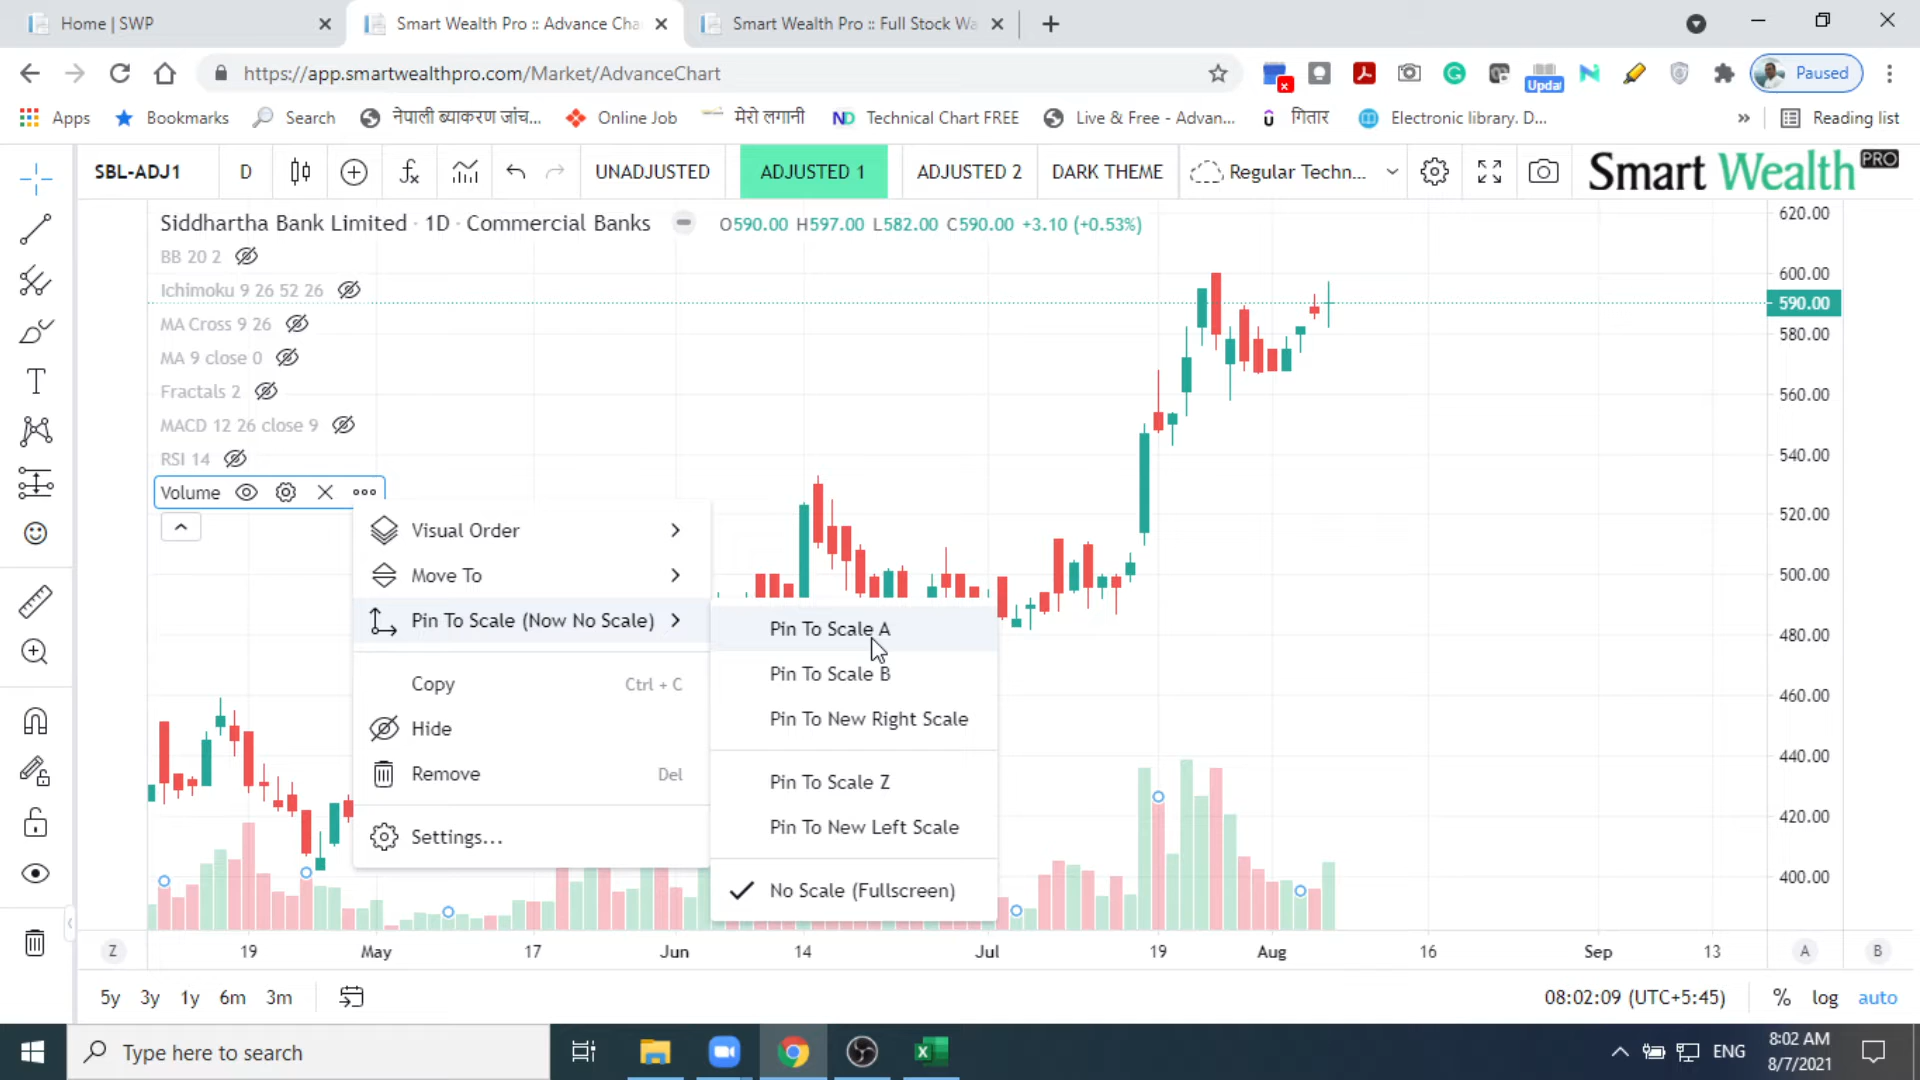 Home | SWP
Smart Wealth Pro :: Advance Cha
Smart Wealth Pro :: Full Stock Wa
https://app.smartwealthpro.com/Market/AdvanceChart
Updat
Paused
Apps
Bookmarks
Search
नेपाली ब्याकरण जांच...
Online Job
मेरो लगानी
ND
Technical Chart FREE
Live & Free - Advan...
गितार
Electronic library. D...
»
Reading list
SBL-ADJ1
D
UNADJUSTED
ADJUSTED 1
ADJUSTED 2
DARK THEME
Regular Techn...
Smart Wealth PRO
Siddhartha Bank Limited · 1D · Commercial Banks
O590.00 H597.00 L582.00 C590.00 +3.10 (+0.53%)
BB 20 2
Ichimoku 9 26 52 26
MA Cross 9 26
MA 9 close 0
Fractals 2
MACD 12 26 close 9
RSI 14
Volume
Visual Order
Move To
Pin To Scale (Now No Scale)
Copy Ctrl + C
Hide
Remove Del
Settings...
Pin To Scale A
Pin To Scale B
Pin To New Right Scale
Pin To Scale Z
Pin To New Left Scale
No Scale (Fullscreen)
620.00
600.00
590.00
580.00
560.00
540.00
520.00
500.00
480.00
460.00
440.00
420.00
400.00
Z 19 May 17 Jun 14 Jul 19 Aug 16 Sep 13 A B
5y 3y 1y 6m 3m
08:02:09 (UTC+5:45)
% log auto
Type here to search
ENG
8:02 AM
8/7/2021